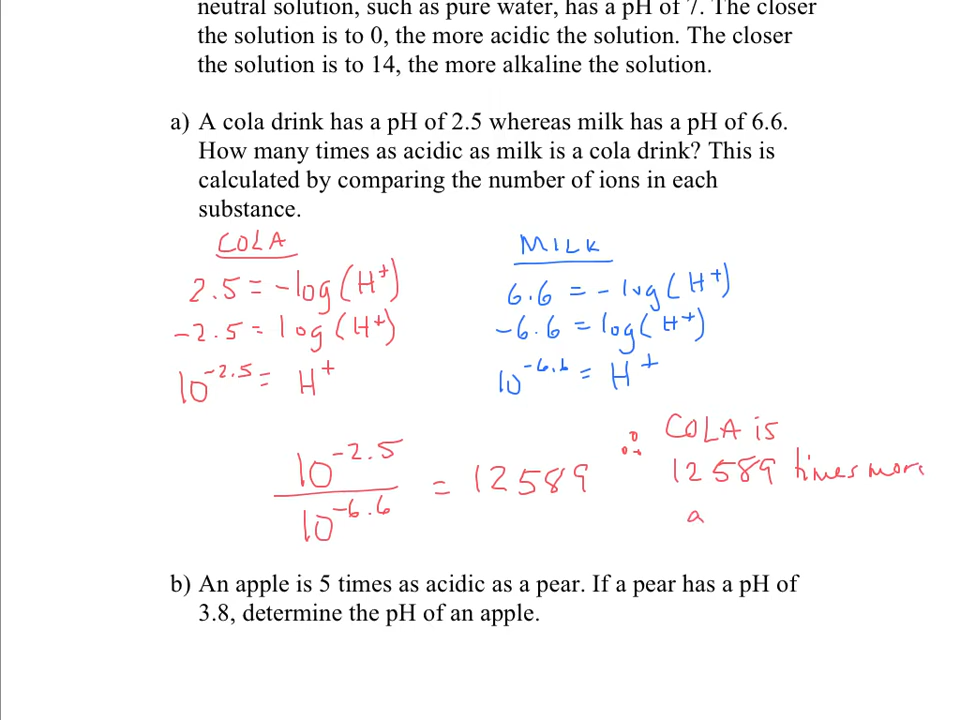 neutral solution, such as pure water, has a pH of 7. The closer
the solution is to 0, the more acidic the solution. The closer
the solution is to 14, the more alkaline the solution.
a) A cola drink has a pH of 2.5 whereas milk has a pH of 6.6.
How many times as acidic as milk is a cola drink? This is
calculated by comparing the number of ions in each
substance.
COLA
2.5 = -log(H⁺)
-2.5 = log(H⁺)
10^-2.5 = H⁺
MILK
6.6 = -log(H⁺)
-6.6 = log(H⁺)
10^-6.6 = H⁺
10^-2.5 / 10^-6.6 = 12589
∴ COLA is
12589 times more
a
b) An apple is 5 times as acidic as a pear. If a pear has a pH of
3.8, determine the pH of an apple.